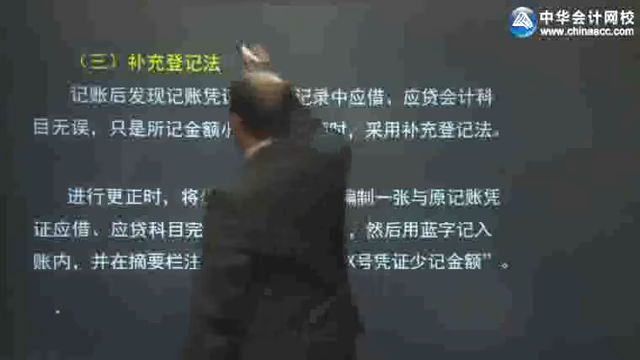 中华会计网校
www.chinaacc.com
（三）补充登记法
记账后发现记账凭 记录中应借、应贷会计科
目无误，只是所记金额小 时，采用补充登记法。
进行更正时，将 编制一张与原记账凭
证应借、应贷科目完 ，然后用蓝字记入
账内，并在摘要栏注 X号凭证少记金额”。